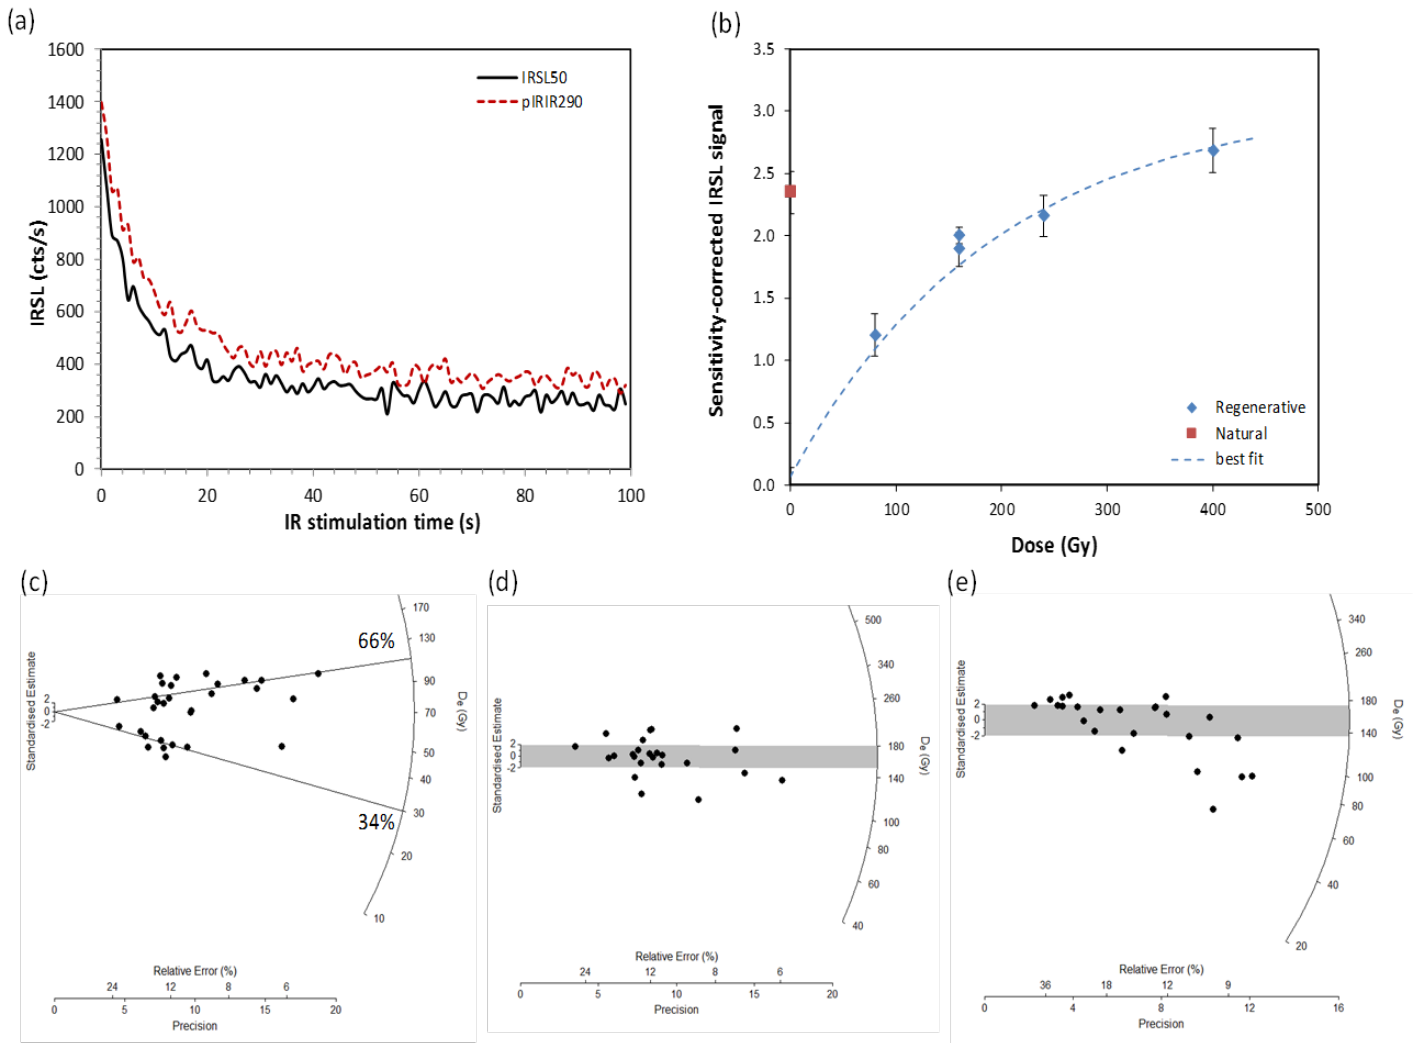 (a)
1600
1400
1200
1000
800
600
400
200
0
IRSL (cts/s)
IRSL50
pIRIR290
0 20 40 60 80 100
IR stimulation time (s)
(b)
3.5
3.0
2.5
2.0
1.5
1.0
0.5
0.0
Sensitivity-corrected IRSL signal
Regenerative
Natural
best fit
0 100 200 300 400 500
Dose (Gy)
(c)
Standardised Estimate
2
0
-2
66%
34%
170
130
90
70
50
40
30
20
10
De (Gy)
Relative Error (%)
24 12 8 6
0 5 10 15 20
Precision
(d)
Standardised Estimate
2
0
-2
500
340
260
180
140
100
80
60
40
De (Gy)
Relative Error (%)
24 12 8 6
0 5 10 15 20
Precision
(e)
Standardised Estimate
2
0
-2
340
260
180
140
100
80
60
40
20
De (Gy)
Relative Error (%)
36 18 12 9
0 4 8 12 16
Precision